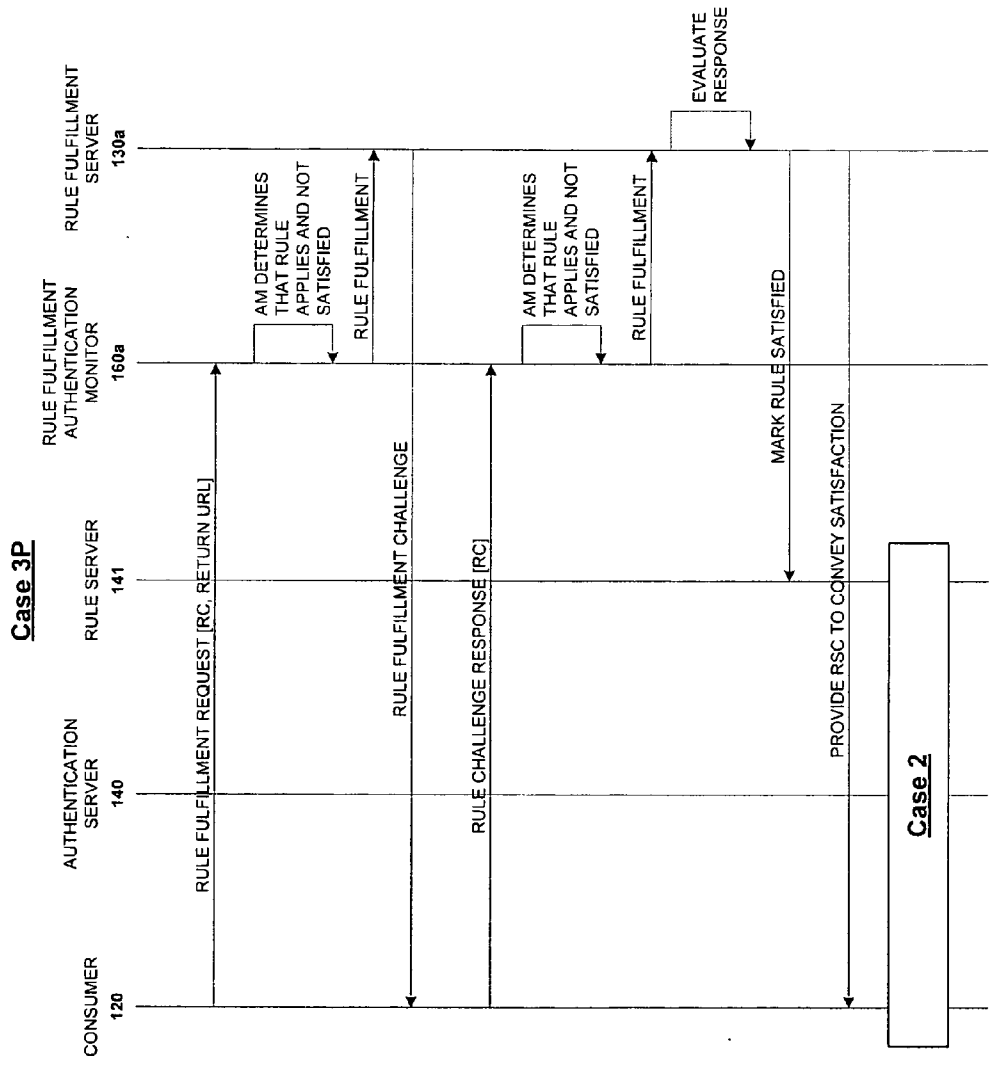 Case 3P
CONSUMER
120
AUTHENTICATION
SERVER
140
RULE SERVER
141
RULE FULFILLMENT
AUTHENTICATION
MONITOR
160a
RULE FULFILLMENT
SERVER
130a
RULE FULFILLMENT REQUEST [RC, RETURN URL]
AM DETERMINES
THAT RULE
APPLIES AND NOT
SATISFIED
RULE FULFILLMENT
RULE FULFILLMENT CHALLENGE
RULE CHALLENGE RESPONSE [RC]
AM DETERMINES
THAT RULE
APPLIES AND NOT
SATISFIED
RULE FULFILLMENT
EVALUATE
RESPONSE
MARK RULE SATISFIED
PROVIDE RSC TO CONVEY SATISFACTION
Case 2